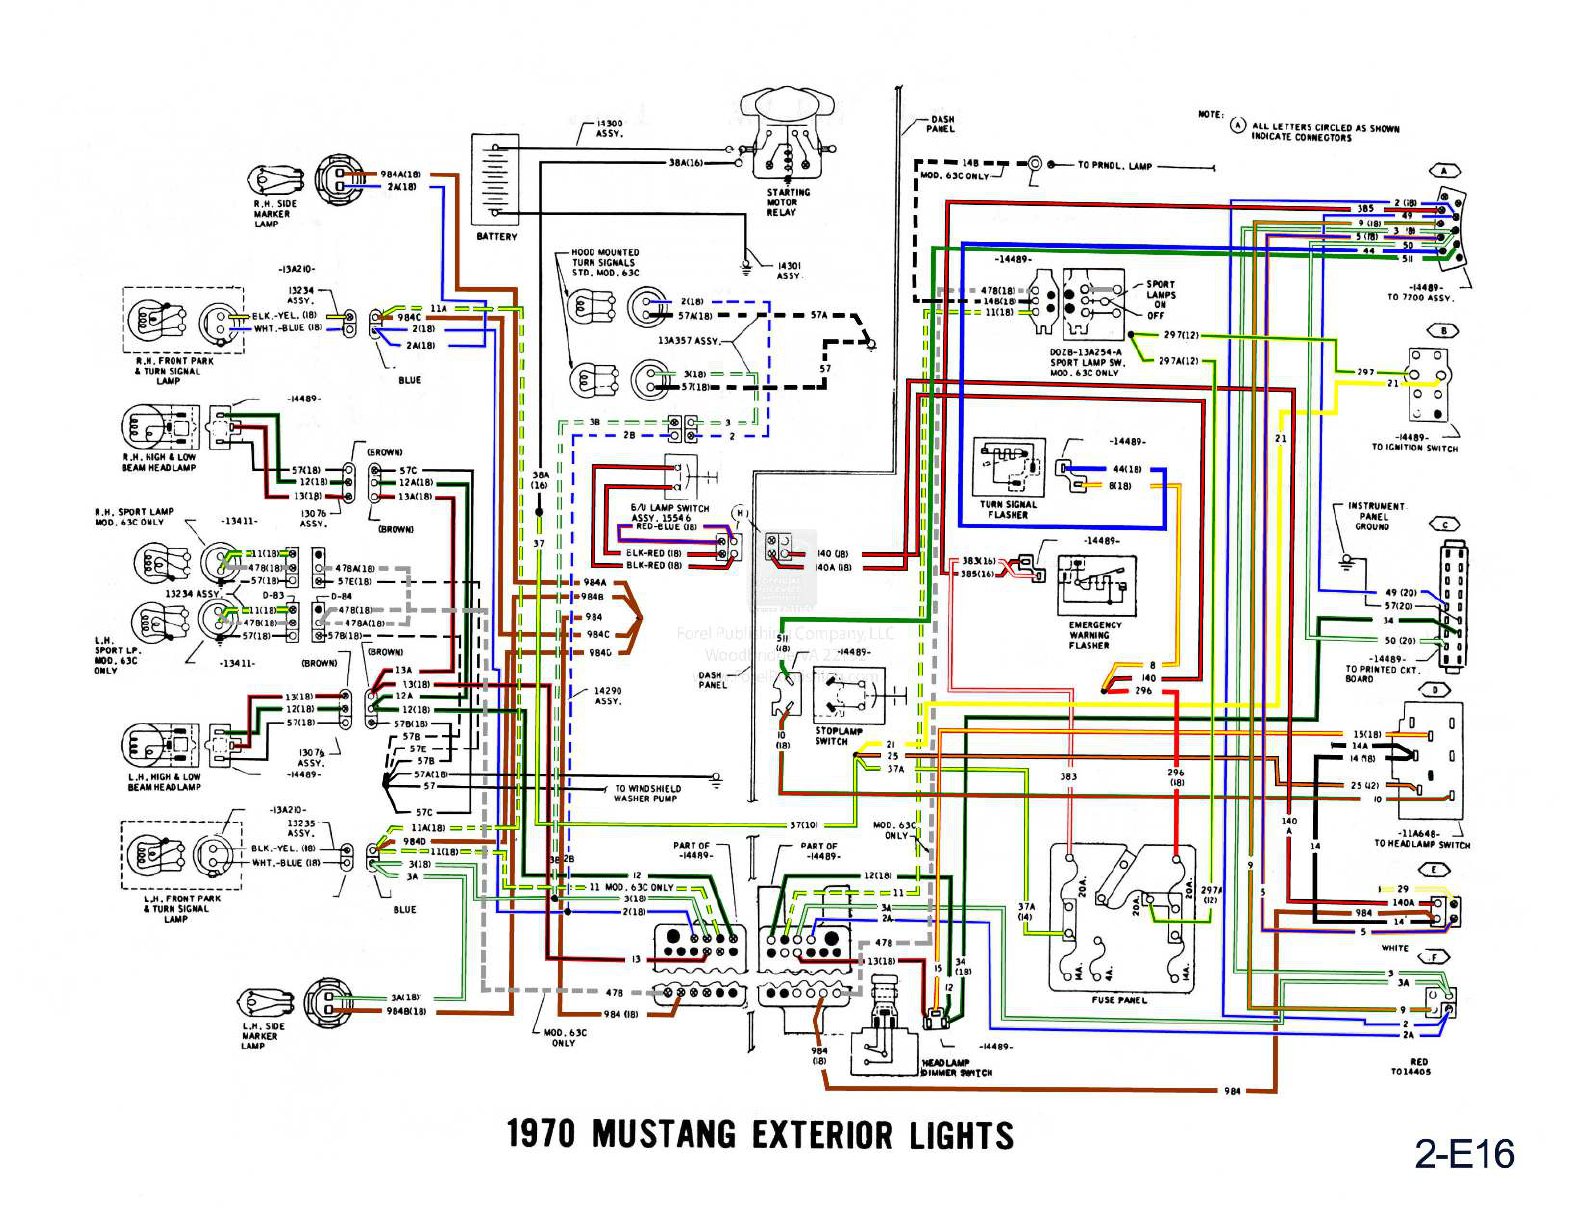 14300
ASSY.
38A(16)
STARTING
MOTOR
RELAY
BATTERY
14301
ASSY.
DASH
PANEL
NOTE:
A
ALL LETTERS CIRCLED AS SHOWN
INDICATE CONNECTORS
14B
MOD. 63C ONLY
TO PRNDL. LAMP
R.H. SIDE
MARKER
LAMP
984A(18)
2A(18)
-13A210-
13234
ASSY.
BLK.-YEL. (18)
WHT.-BLUE (18)
R.H. FRONT PARK
& TURN SIGNAL
LAMP
11A
984C
2(18)
2A(18)
BLUE
HOOD MOUNTED
TURN SIGNALS
STD. MOD. 63C
2(18)
57A(18)
57A
13A357 ASSY.
3(18)
57(18)
57
3B
2B
3
2
-14489-
R.H. HIGH & LOW
BEAM HEADLAMP
57(18)
12(18)
13(18)
13076
ASSY.
(BROWN)
57C
12A(18)
13A(18)
(BROWN)
R.H. SPORT LAMP
MOD. 63C ONLY
-13411-
11(18)
478(18)
57(18)
13234 ASSY.
D-83
D-84
478A(18)
57E(18)
11(18)
478(18)
57(18)
478(18)
478A(18)
57B(18)
L.H.
SPORT LP.
MOD. 63C
ONLY
-13411-
(BROWN)
(BROWN)
13(18)
12(18)
57(18)
13076
ASSY.
-14489-
L.H. HIGH & LOW
BEAM HEADLAMP
13A
13(18)
12A
12(18)
57B(18)
57B
57E
57B
57A(18)
57
57C
TO WINDSHIELD
WASHER PUMP
-13A210-
13235
ASSY.
BLK.-YEL. (18)
WHT.-BLUE (18)
L.H. FRONT PARK
& TURN SIGNAL
LAMP
11A(18)
984D
11(18)
3(18)
3A
BLUE
L.H. SIDE
MARKER
LAMP
3A(18)
984B(18)
38A
(16)
37
984A
984B
984
984C
984D
14290
ASSY.
B/U LAMP SWITCH
ASSY. 15546
RED-BLUE (18)
BLK-RED (18)
BLK-RED (18)
H
140 (18)
140A (18)
Forel Publishing Company, LLC
511
(18)
-14489-
DASH
PANEL
10
(18)
STOPLAMP
SWITCH
21
25
37A
37(10)
3B
2B
PART OF
-14489-
PART OF
-14489-
MOD. 63C
ONLY
12
11 MOD. 63C ONLY
3(18)
2(18)
13
478
984 (18)
MOD. 63C
ONLY
12(18)
11
3A
2A
478
13(18)
984
(18)
15
34
(18)
12
-14489-
HEADLAMP
DIMMER SWITCH
984
-14489-
478(18)
14B(18)
11(18)
SPORT
LAMPS
ON
OFF
DOZB-13A254-A
SPORT LAMP SW.
MOD. 63C ONLY
297(12)
297A(12)
-14489-
TURN SIGNAL
FLASHER
44(18)
8(18)
-14489-
383(16)
385(16)
EMERGENCY
WARNING
FLASHER
8
140
296
383
296
(18)
37A
(14)
297A
(12)
20A.
20A.
20A.
14A.
4A.
14A.
FUSE PANEL
21
140
A
14
9
5
A
2 (18)
385
49
9 (18)
3 (18)
5 (18)
50
44
511
-14489-
TO 7200 ASSY.
B
297
21
-14489-
TO IGNITION SWITCH
INSTRUMENT
PANEL
GROUND
C
49 (20)
57(20)
34
50 (20)
-14489-
TO PRINTED CKT.
BOARD
D
15(18)
14A
14 (18)
25 (12)
10
-11A648-
TO HEADLAMP SWITCH
E
29
140A
984
14
5
WHITE
F
3
3A
9
2
2A
RED
TO 14405
1970 MUSTANG EXTERIOR LIGHTS
2-E16